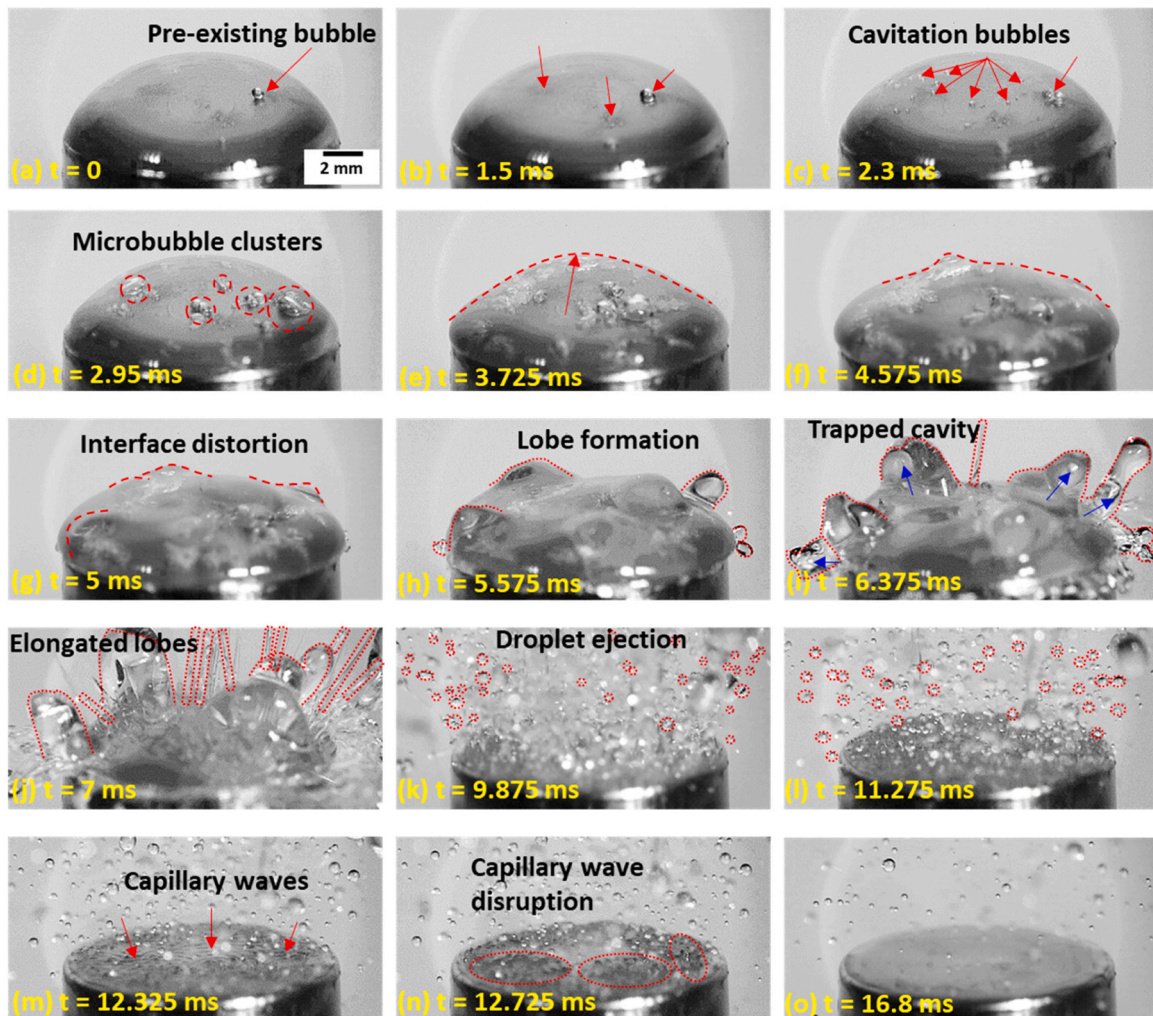 Pre-existing bubble
(a) t = 0
2 mm
(b) t = 1.5 ms
Cavitation bubbles
(c) t = 2.3 ms
Microbubble clusters
(d) t = 2.95 ms
(e) t = 3.725 ms
(f) t = 4.575 ms
Interface distortion
(g) t = 5 ms
Lobe formation
(h) t = 5.575 ms
Trapped cavity
(i) t = 6.375 ms
Elongated lobes
(j) t = 7 ms
Droplet ejection
(k) t = 9.875 ms
(l) t = 11.275 ms
Capillary waves
(m) t = 12.325 ms
Capillary wave
disruption
(n) t = 12.725 ms
(o) t = 16.8 ms